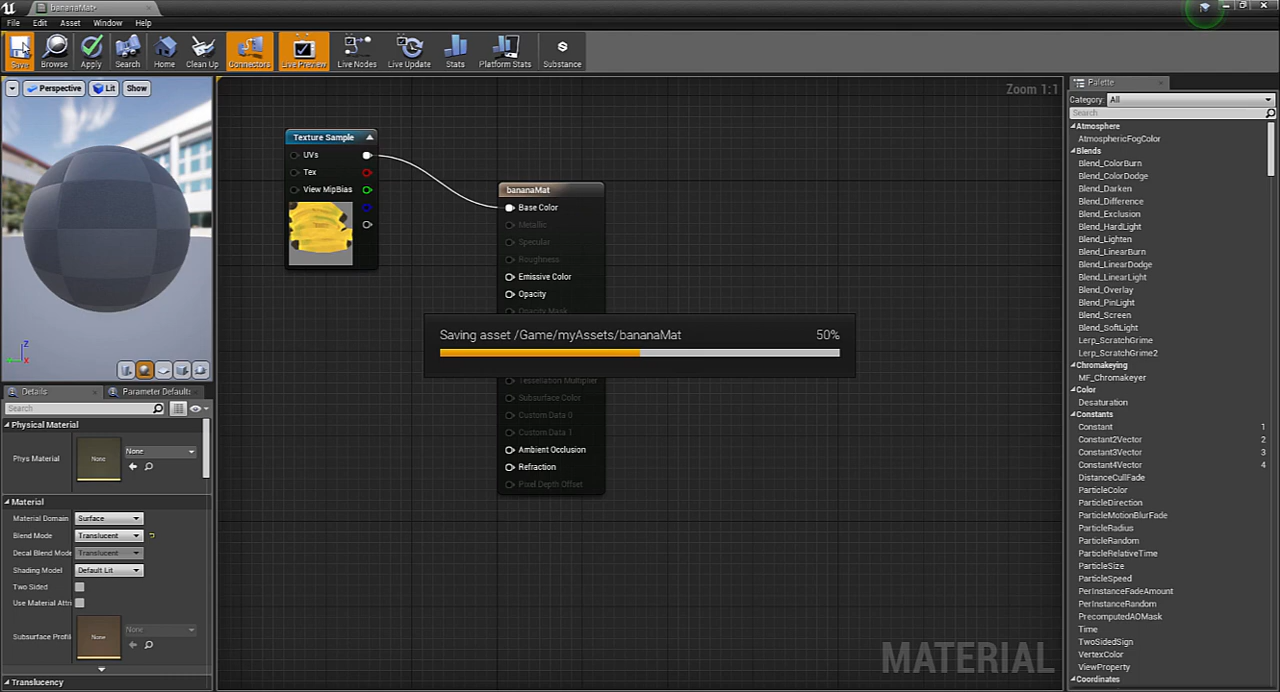 bananaMat*
File Edit Asset Window Help
Save Browse Apply Search Home Clean Up Connectors Live Preview Live Nodes Live Update Stats Platform Stats Substance
Perspective Lit Show
Zoom 1:1
Texture Sample
UVs
Tex
View MipBias
bananaMat
Base Color
Metallic
Specular
Roughness
Emissive Color
Opacity
Opacity Mask
Saving asset /Game/myAssets/bananaMat 50%
Tessellation Multiplier
Subsurface Color
Custom Data 0
Custom Data 1
Ambient Occlusion
Refraction
Pixel Depth Offset
MATERIAL
Z
X
Details Parameter Default
Search
Physical Material
Phys Material None None
Material
Material Domain Surface
Blend Mode Translucent
Decal Blend Mode Translucent
Shading Model Default Lit
Two Sided
Use Material Attri
Subsurface Profil None None
Translucency
Palette
Category: All
Search
Atmosphere
AtmosphericFogColor
Blends
Blend_ColorBurn
Blend_ColorDodge
Blend_Darken
Blend_Difference
Blend_Exclusion
Blend_HardLight
Blend_Lighten
Blend_LinearBurn
Blend_LinearDodge
Blend_LinearLight
Blend_Overlay
Blend_PinLight
Blend_Screen
Blend_SoftLight
Lerp_ScratchGrime
Lerp_ScratchGrime2
Chromakeying
MF_Chromakeyer
Color
Desaturation
Constants
Constant 1
Constant2Vector 2
Constant3Vector 3
Constant4Vector 4
DistanceCullFade
ParticleColor
ParticleDirection
ParticleMotionBlurFade
ParticleRadius
ParticleRandom
ParticleRelativeTime
ParticleSize
ParticleSpeed
PerInstanceFadeAmount
PerInstanceRandom
PrecomputedAOMask
Time
TwoSidedSign
VertexColor
ViewProperty
Coordinates